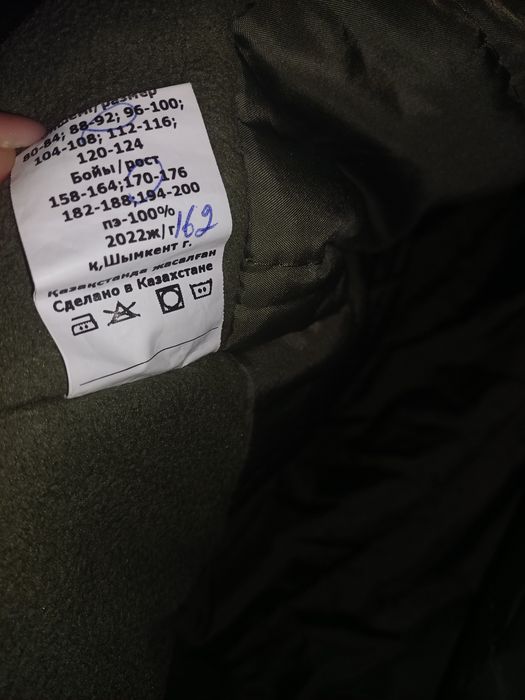 размер
80-84; 88-92; 96-100;
104-108; 112-116;
120-124
Бойы/рост
158-164;170-176
182-188;194-200
пэ-100%
2022ж/г
162
қ,Шымкент г.
Қазақстанда жасалған
Сделано в Казахстане